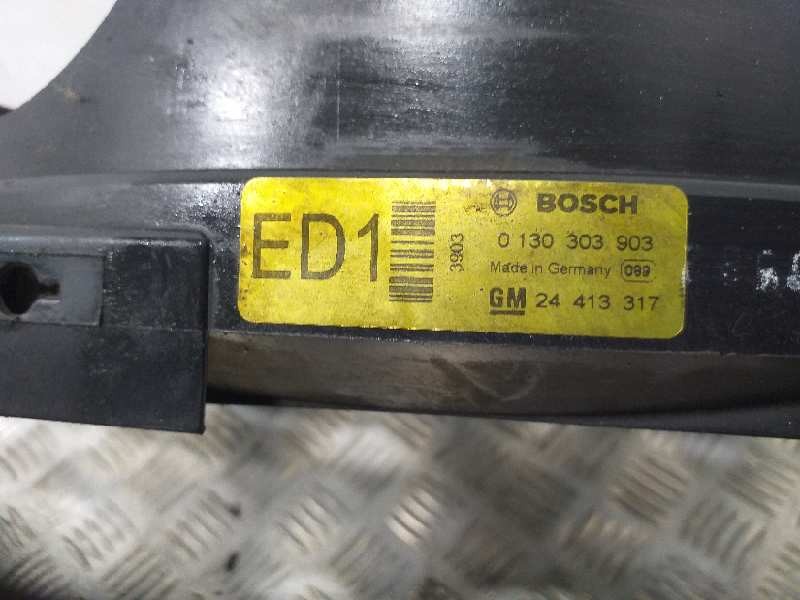 ED1
3903
BOSCH
0 130 303 903
Made in Germany 089
GM 24 413 317